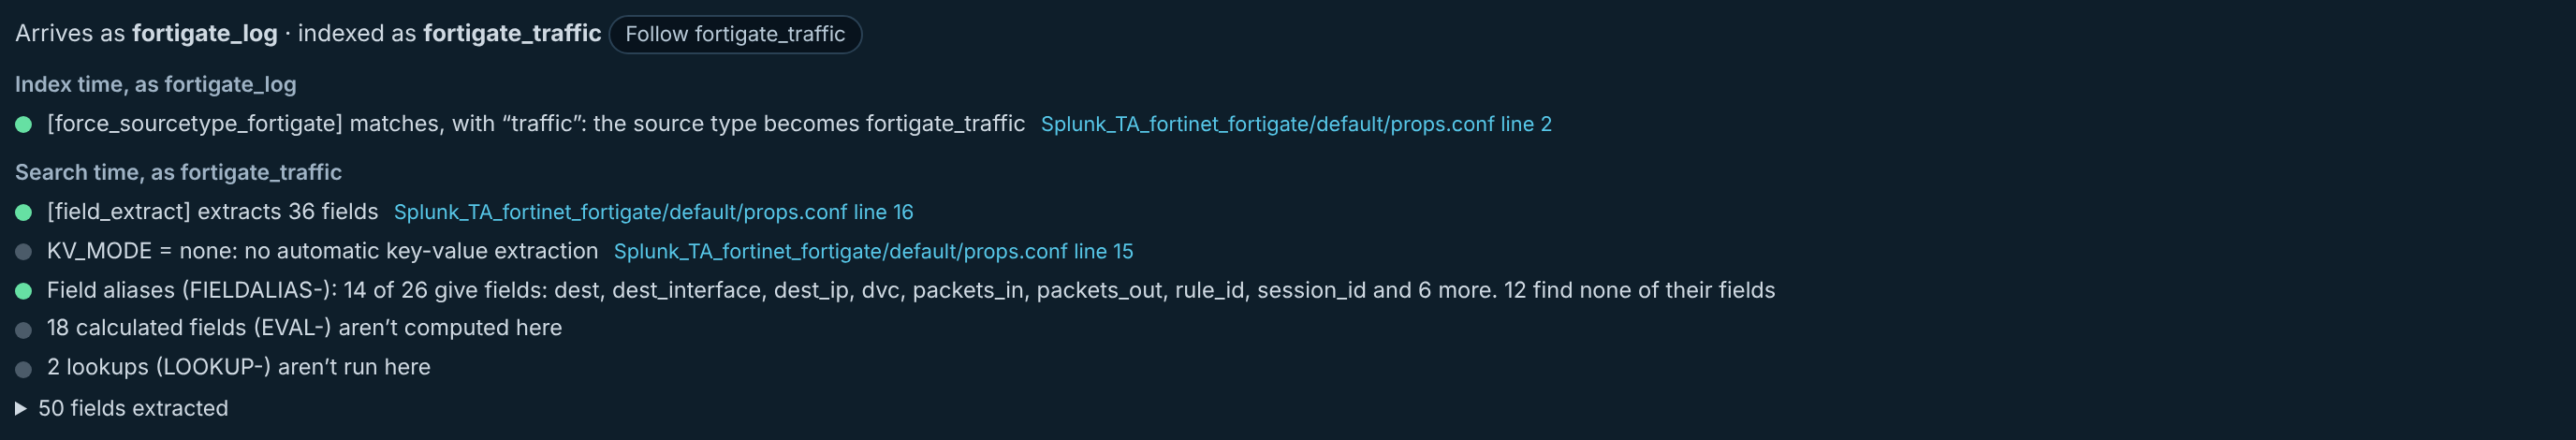 Arrives as fortigate_log · indexed as fortigate_traffic Follow fortigate_traffic
Index time, as fortigate_log
[force_sourcetype_fortigate] matches, with “traffic”: the source type becomes fortigate_traffic Splunk_TA_fortinet_fortigate/default/props.conf line 2
Search time, as fortigate_traffic
[field_extract] extracts 36 fields Splunk_TA_fortinet_fortigate/default/props.conf line 16
KV_MODE = none: no automatic key-value extraction Splunk_TA_fortinet_fortigate/default/props.conf line 15
Field aliases (FIELDALIAS-): 14 of 26 give fields: dest, dest_interface, dest_ip, dvc, packets_in, packets_out, rule_id, session_id and 6 more. 12 find none of their fields
18 calculated fields (EVAL-) aren’t computed here
2 lookups (LOOKUP-) aren’t run here
50 fields extracted